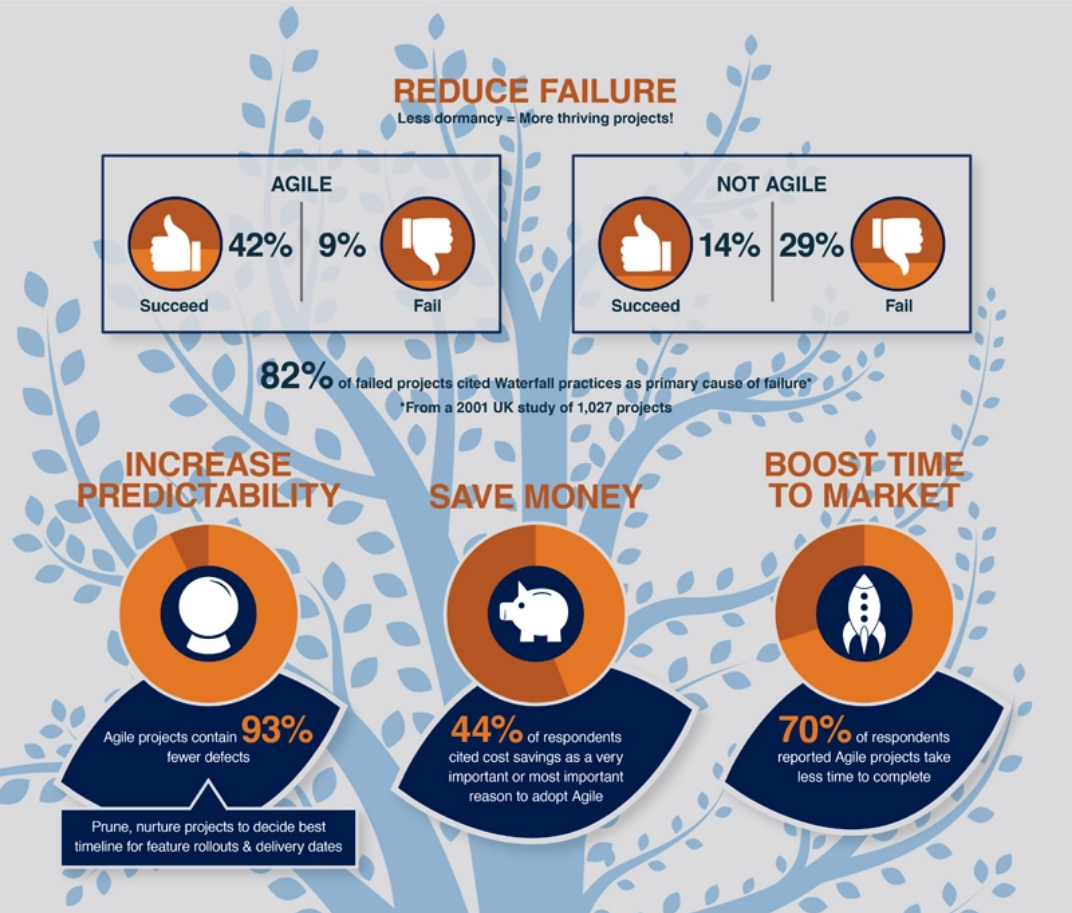 REDUCE FAILURE
Less dormancy = More thriving projects!
AGILE
42% 9%
Succeed Fail
NOT AGILE
14% 29%
Succeed Fail
82% of failed projects cited Waterfall practices as primary cause of failure*
*From a 2001 UK study of 1,027 projects
INCREASE
PREDICTABILITY
Agile projects contain 93%
fewer defects
Prune, nurture projects to decide best
timeline for feature rollouts & delivery dates
SAVE MONEY
44% of respondents
cited cost savings as a very
important or most important
reason to adopt Agile
BOOST TIME
TO MARKET
70% of respondents
reported Agile projects take
less time to complete